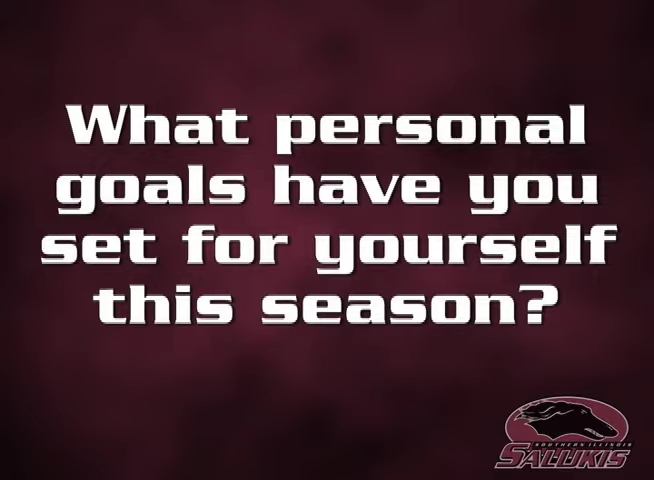 What personal
goals have you
set for yourself
this season?
SOUTHERN ILLINOIS
SALUKIS